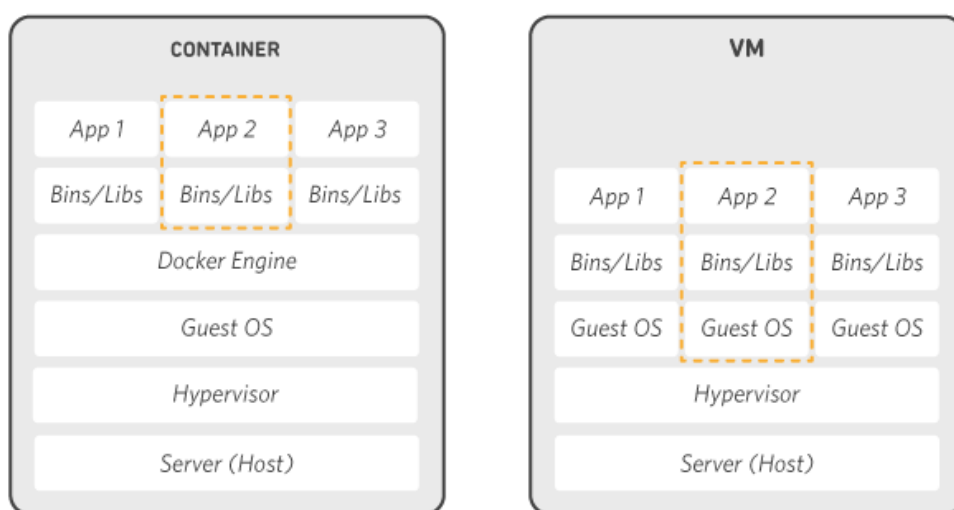 CONTAINER
App 1 App 2 App 3
Bins/Libs Bins/Libs Bins/Libs
Docker Engine
Guest OS
Hypervisor
Server (Host)
VM
App 1 App 2 App 3
Bins/Libs Bins/Libs Bins/Libs
Guest OS Guest OS Guest OS
Hypervisor
Server (Host)